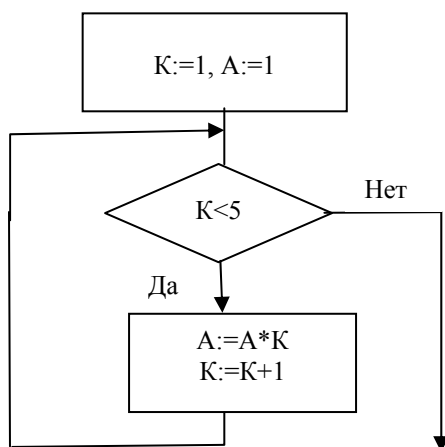 К:=1, А:=1
К<5
Нет
Да
А:=А*К
К:=К+1